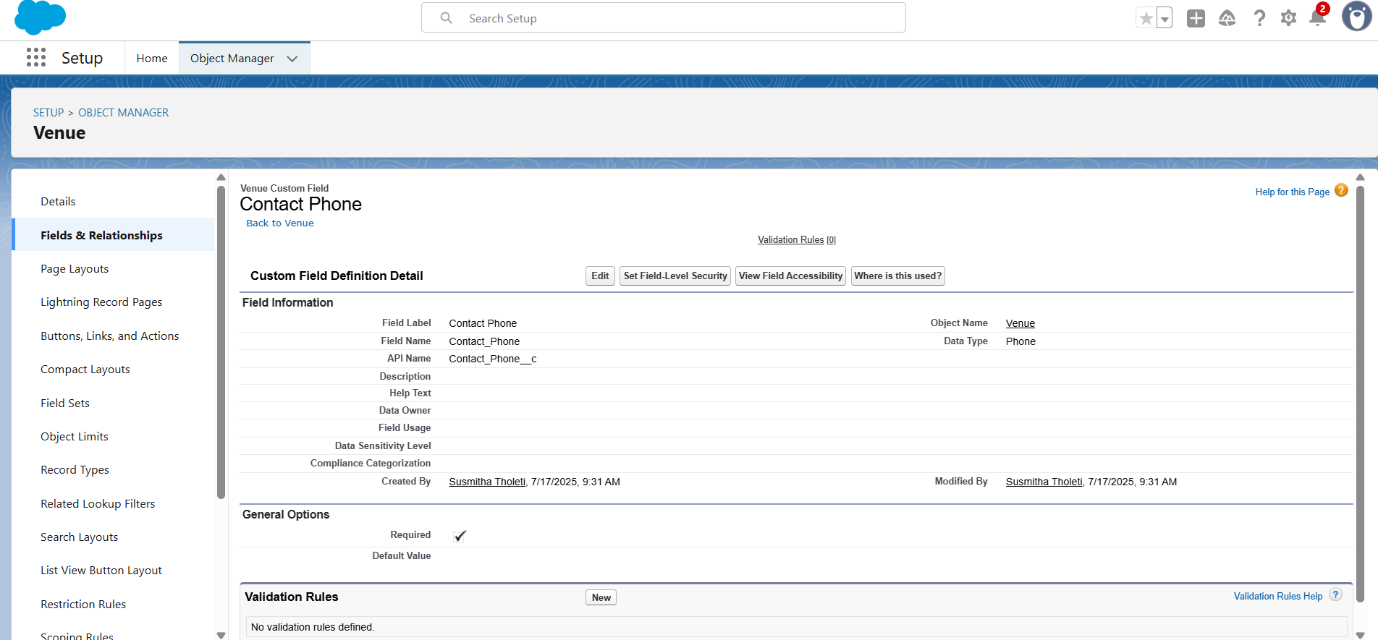 Search Setup
2
Setup
Home
Object Manager
SETUP > OBJECT MANAGER
Venue
Details
Fields & Relationships
Page Layouts
Lightning Record Pages
Buttons, Links, and Actions
Compact Layouts
Field Sets
Object Limits
Record Types
Related Lookup Filters
Search Layouts
List View Button Layout
Restriction Rules
Scoping Rules
Venue Custom Field
Contact Phone
Back to Venue
Help for this Page ?
Validation Rules [0]
Custom Field Definition Detail
Edit Set Field-Level Security View Field Accessibility Where is this used?
Field Information
Field Label Contact Phone Object Name Venue
Field Name Contact_Phone Data Type Phone
API Name Contact_Phone__c
Description
Help Text
Data Owner
Field Usage
Data Sensitivity Level
Compliance Categorization
Created By Susmitha Tholeti, 7/17/2025, 9:31 AM Modified By Susmitha Tholeti, 7/17/2025, 9:31 AM
General Options
Required ✓
Default Value
Validation Rules New Validation Rules Help ?
No validation rules defined.